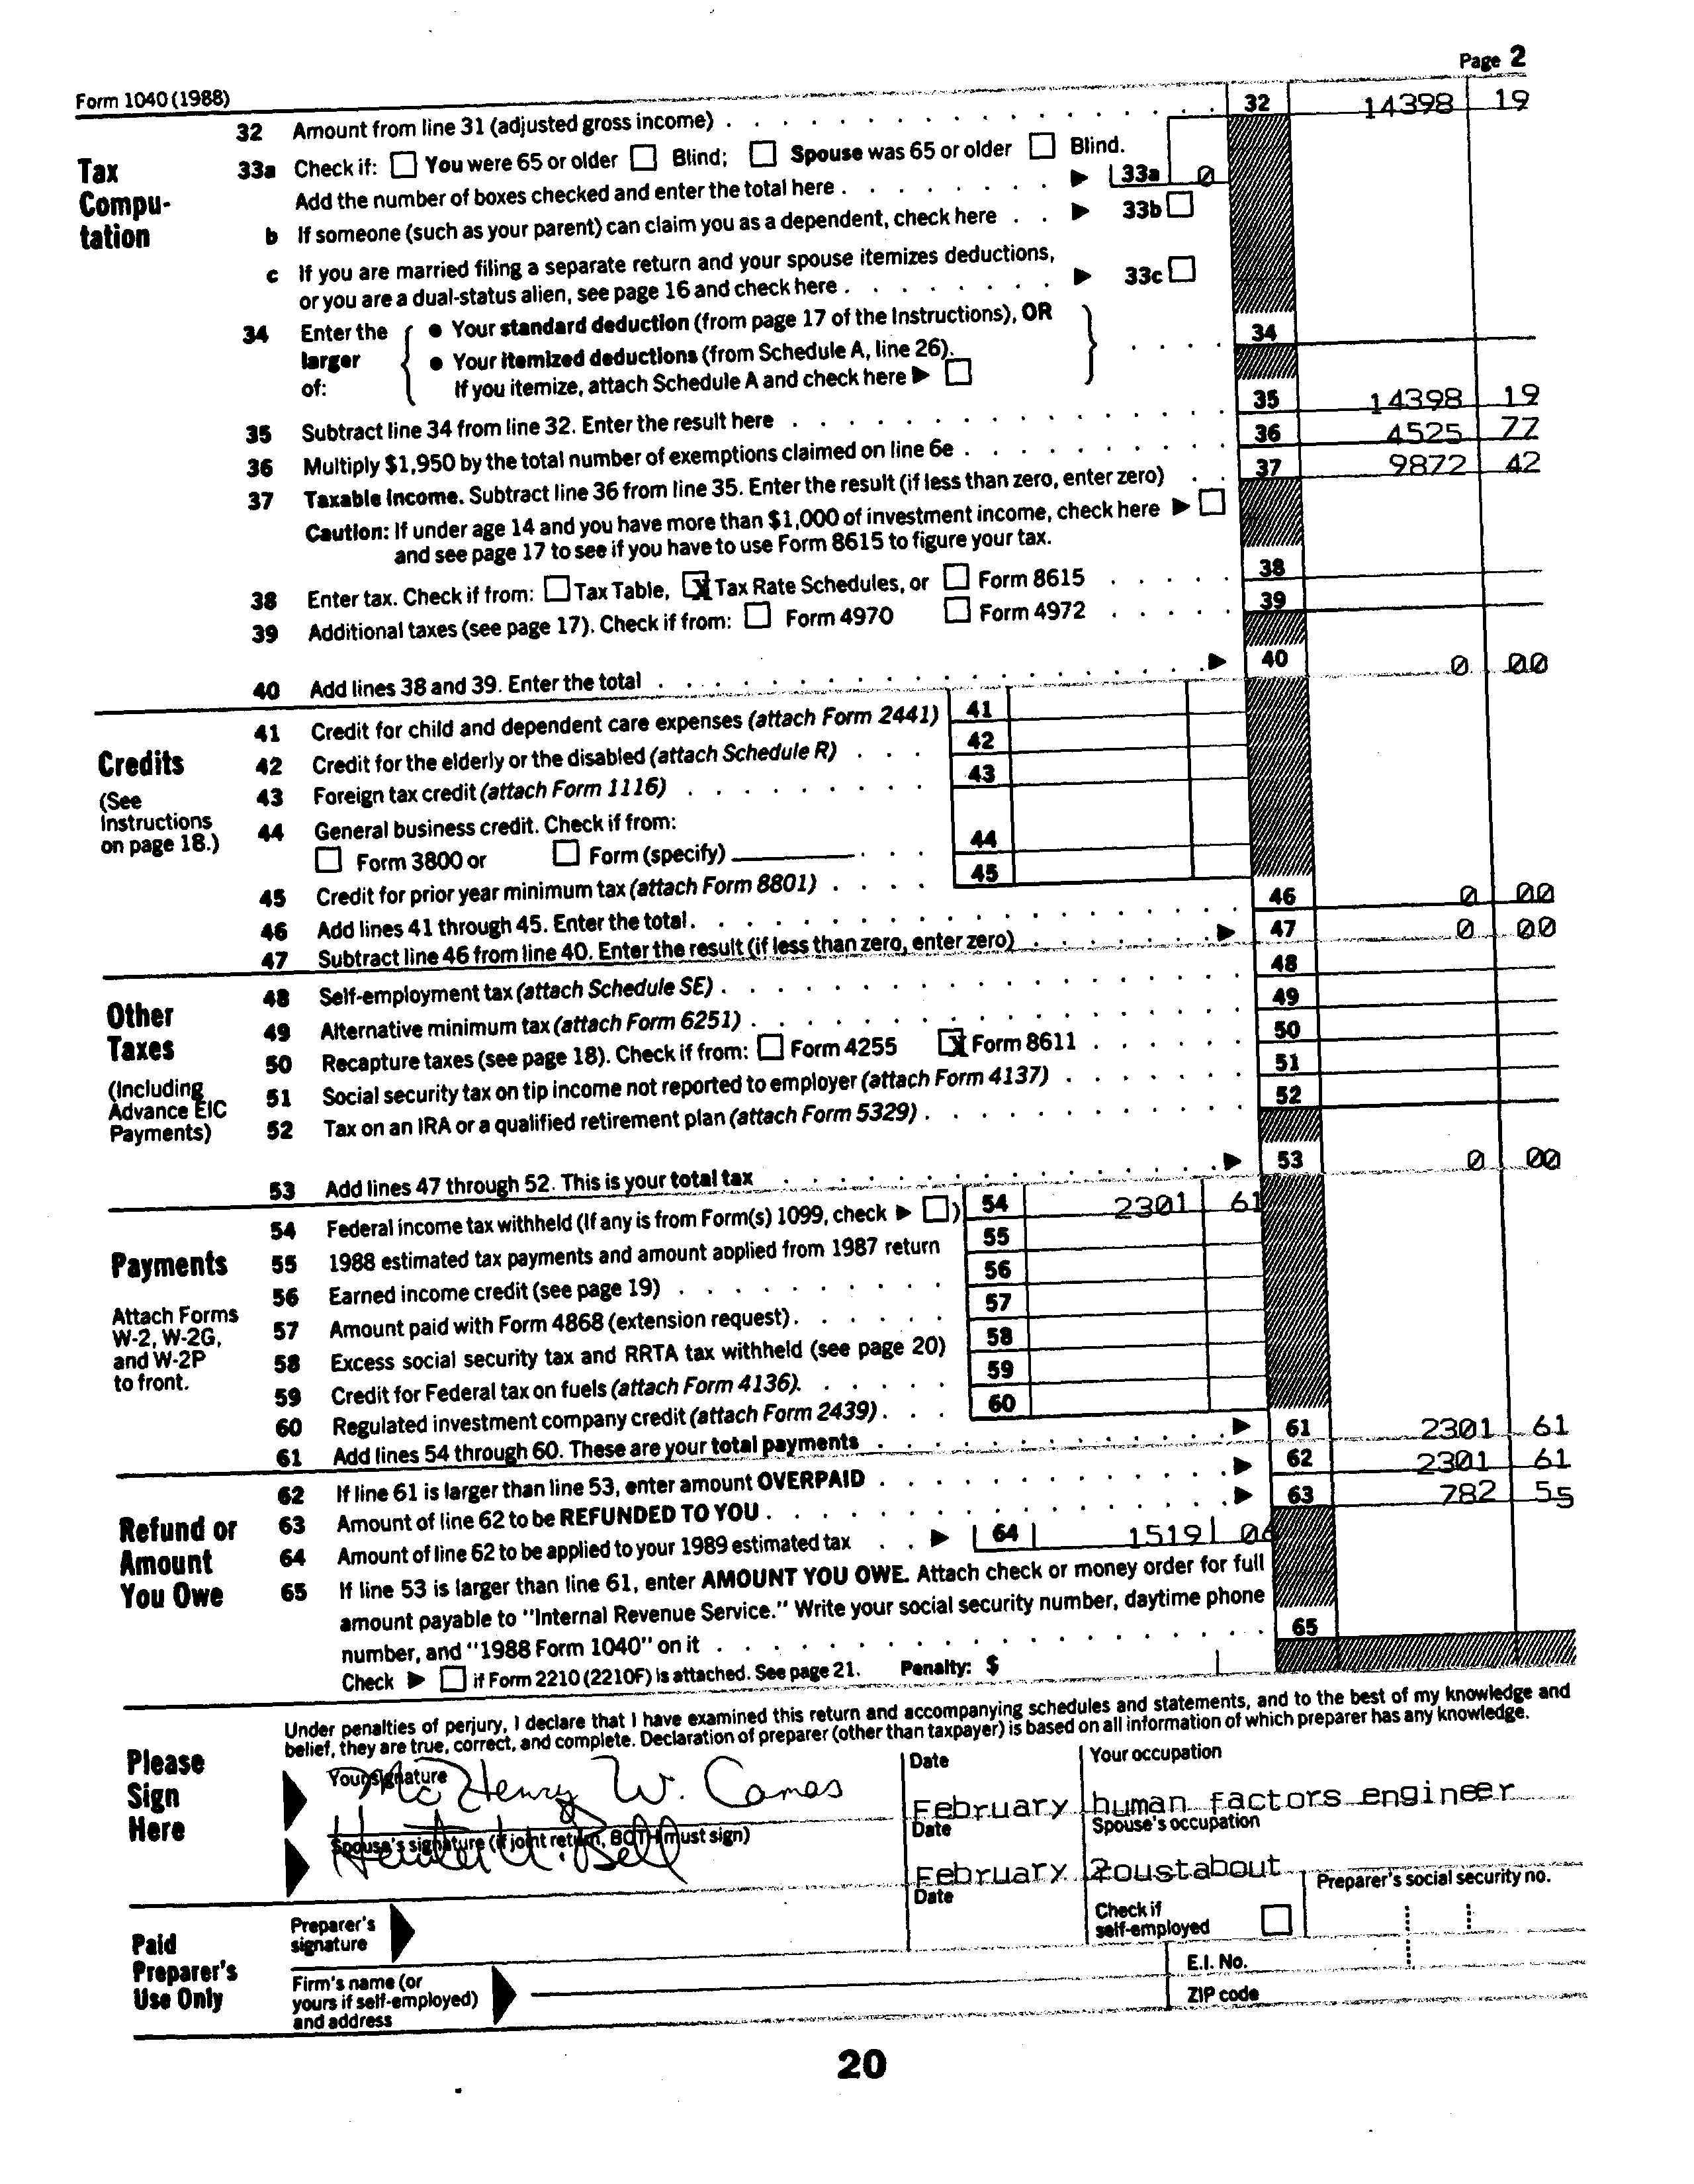 Page 2
Form 1040 (1988)
32 Amount from line 31 (adjusted gross income) 32 14398 19
Tax Compu-tation
33a Check if: You were 65 or older Blind; Spouse was 65 or older Blind.
Add the number of boxes checked and enter the total here 33a 0
b If someone (such as your parent) can claim you as a dependent, check here 33b
c If you are married filing a separate return and your spouse itemizes deductions,
or you are a dual-status alien, see page 16 and check here 33c
34 Enter the larger of:
• Your standard deduction (from page 17 of the Instructions), OR
• Your itemized deductions (from Schedule A, line 26).
If you itemize, attach Schedule A and check here
34
35 Subtract line 34 from line 32. Enter the result here 35 14398 19
36 Multiply $1,950 by the total number of exemptions claimed on line 6e 36 4525 77
37 Taxable income. Subtract line 36 from line 35. Enter the result (if less than zero, enter zero) 37 9872 42
Caution: If under age 14 and you have more than $1,000 of investment income, check here
and see page 17 to see if you have to use Form 8615 to figure your tax.
38 Enter tax. Check if from: Tax Table, X Tax Rate Schedules, or Form 8615 38
39 Additional taxes (see page 17). Check if from: Form 4970 Form 4972 39
40 Add lines 38 and 39. Enter the total 40 0 00
Credits
(See Instructions on page 18.)
41 Credit for child and dependent care expenses (attach Form 2441) 41
42 Credit for the elderly or the disabled (attach Schedule R) 42
43 Foreign tax credit (attach Form 1116) 43
44 General business credit. Check if from:
Form 3800 or Form (specify) 44
45 Credit for prior year minimum tax (attach Form 8801) 45
46 Add lines 41 through 45. Enter the total 46 0 00
47 Subtract line 46 from line 40. Enter the result (if less than zero, enter zero) 47 0 00
Other Taxes
(Including Advance EIC Payments)
48 Self-employment tax (attach Schedule SE) 48
49 Alternative minimum tax (attach Form 6251) 49
50 Recapture taxes (see page 18). Check if from: Form 4255 X Form 8611 50
51 Social security tax on tip income not reported to employer (attach Form 4137) 51
52 Tax on an IRA or a qualified retirement plan (attach Form 5329) 52
53 Add lines 47 through 52. This is your total tax 53 0 00
Payments
Attach Forms W-2, W-2G, and W-2P to front.
54 Federal income tax withheld (If any is from Form(s) 1099, check ) 54 2301 61
55 1988 estimated tax payments and amount applied from 1987 return 55
56 Earned income credit (see page 19) 56
57 Amount paid with Form 4868 (extension request) 57
58 Excess social security tax and RRTA tax withheld (see page 20) 58
59 Credit for Federal tax on fuels (attach Form 4136) 59
60 Regulated investment company credit (attach Form 2439) 60
61 Add lines 54 through 60. These are your total payments 61 2301 61
Refund or Amount You Owe
62 If line 61 is larger than line 53, enter amount OVERPAID 62 2301 61
63 Amount of line 62 to be REFUNDED TO YOU 63 782 55
64 Amount of line 62 to be applied to your 1989 estimated tax 64 1519 06
65 If line 53 is larger than line 61, enter AMOUNT YOU OWE. Attach check or money order for full
amount payable to "Internal Revenue Service." Write your social security number, daytime phone
number, and "1988 Form 1040" on it 65
Check if Form 2210 (2210F) is attached. See page 21. Penalty: $
Please Sign Here
Under penalties of perjury, I declare that I have examined this return and accompanying schedules and statements, and to the best of my knowledge and
belief, they are true, correct, and complete. Declaration of preparer (other than taxpayer) is based on all information of which preparer has any knowledge.
Your signature Date Your occupation
McHenry W. Camas February human factors engineer
Spouse's signature (if joint return, BOTH must sign) Date Spouse's occupation
Bell February roustabout
Paid Preparer's Use Only
Preparer's signature Date Check if self-employed Preparer's social security no.
Firm's name (or yours if self-employed) and address
E.I. No.
ZIP code
20